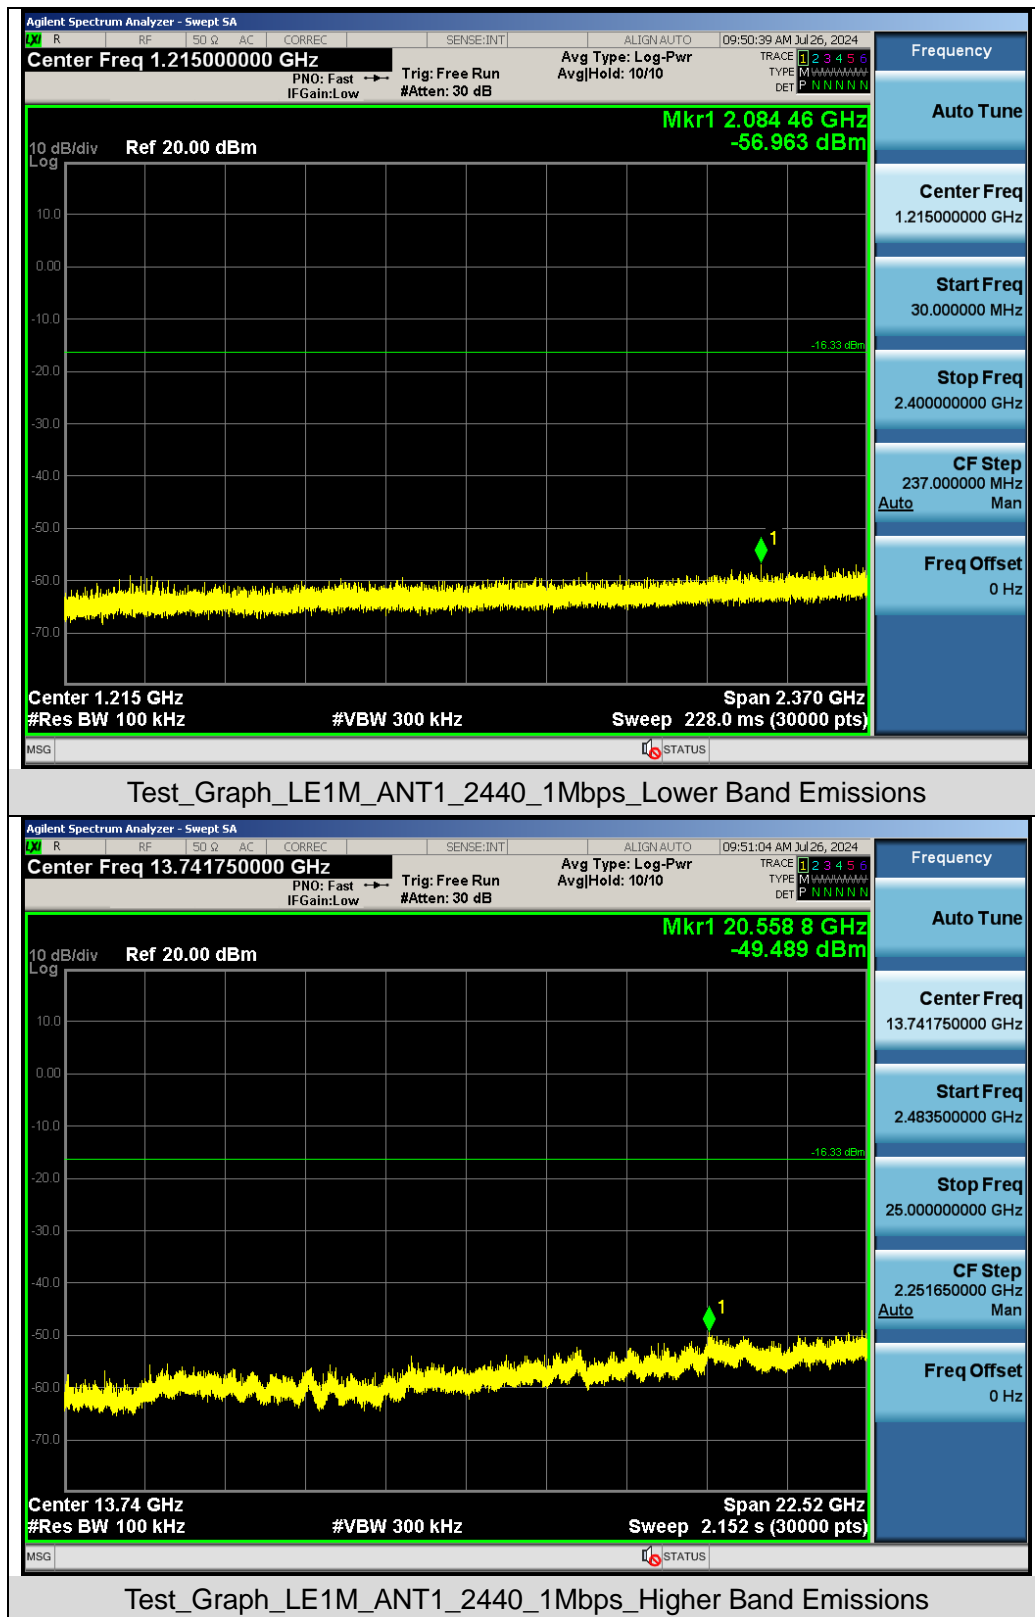 Agilent Spectrum Analyzer - Swept SA
LXI R RF 50 Ω AC CORREC SENSE:INT ALIGN AUTO 09:50:39 AM Jul 26, 2024
Center Freq 1.215000000 GHz
PNO: Fast
IFGain:Low
Trig: Free Run
#Atten: 30 dB
Avg Type: Log-Pwr
Avg|Hold: 10/10
TRACE 1 2 3 4 5 6
TYPE M WWWWW
DET P N N N N N
Mkr1 2.084 46 GHz
-56.963 dBm
10 dB/div Ref 20.00 dBm
Log
10.0
0.00
-10.0
-16.33 dBm
-20.0
-30.0
-40.0
-50.0
1
-60.0
-70.0
Center 1.215 GHz Span 2.370 GHz
#Res BW 100 kHz #VBW 300 kHz Sweep 228.0 ms (30000 pts)
MSG STATUS
Frequency
Auto Tune
Center Freq
1.215000000 GHz
Start Freq
30.000000 MHz
Stop Freq
2.400000000 GHz
CF Step
237.000000 MHz
Auto Man
Freq Offset
0 Hz
Test_Graph_LE1M_ANT1_2440_1Mbps_Lower Band Emissions
Agilent Spectrum Analyzer - Swept SA
LXI R RF 50 Ω AC CORREC SENSE:INT ALIGN AUTO 09:51:04 AM Jul 26, 2024
Center Freq 13.741750000 GHz
PNO: Fast
IFGain:Low
Trig: Free Run
#Atten: 30 dB
Avg Type: Log-Pwr
Avg|Hold: 10/10
TRACE 1 2 3 4 5 6
TYPE M WWWWW
DET P N N N N N
Mkr1 20.558 8 GHz
-49.489 dBm
10 dB/div Ref 20.00 dBm
Log
10.0
0.00
-10.0
-16.33 dBm
-20.0
-30.0
-40.0
1
-50.0
-60.0
-70.0
Center 13.74 GHz Span 22.52 GHz
#Res BW 100 kHz #VBW 300 kHz Sweep 2.152 s (30000 pts)
MSG STATUS
Frequency
Auto Tune
Center Freq
13.741750000 GHz
Start Freq
2.483500000 GHz
Stop Freq
25.000000000 GHz
CF Step
2.251650000 GHz
Auto Man
Freq Offset
0 Hz
Test_Graph_LE1M_ANT1_2440_1Mbps_Higher Band Emissions